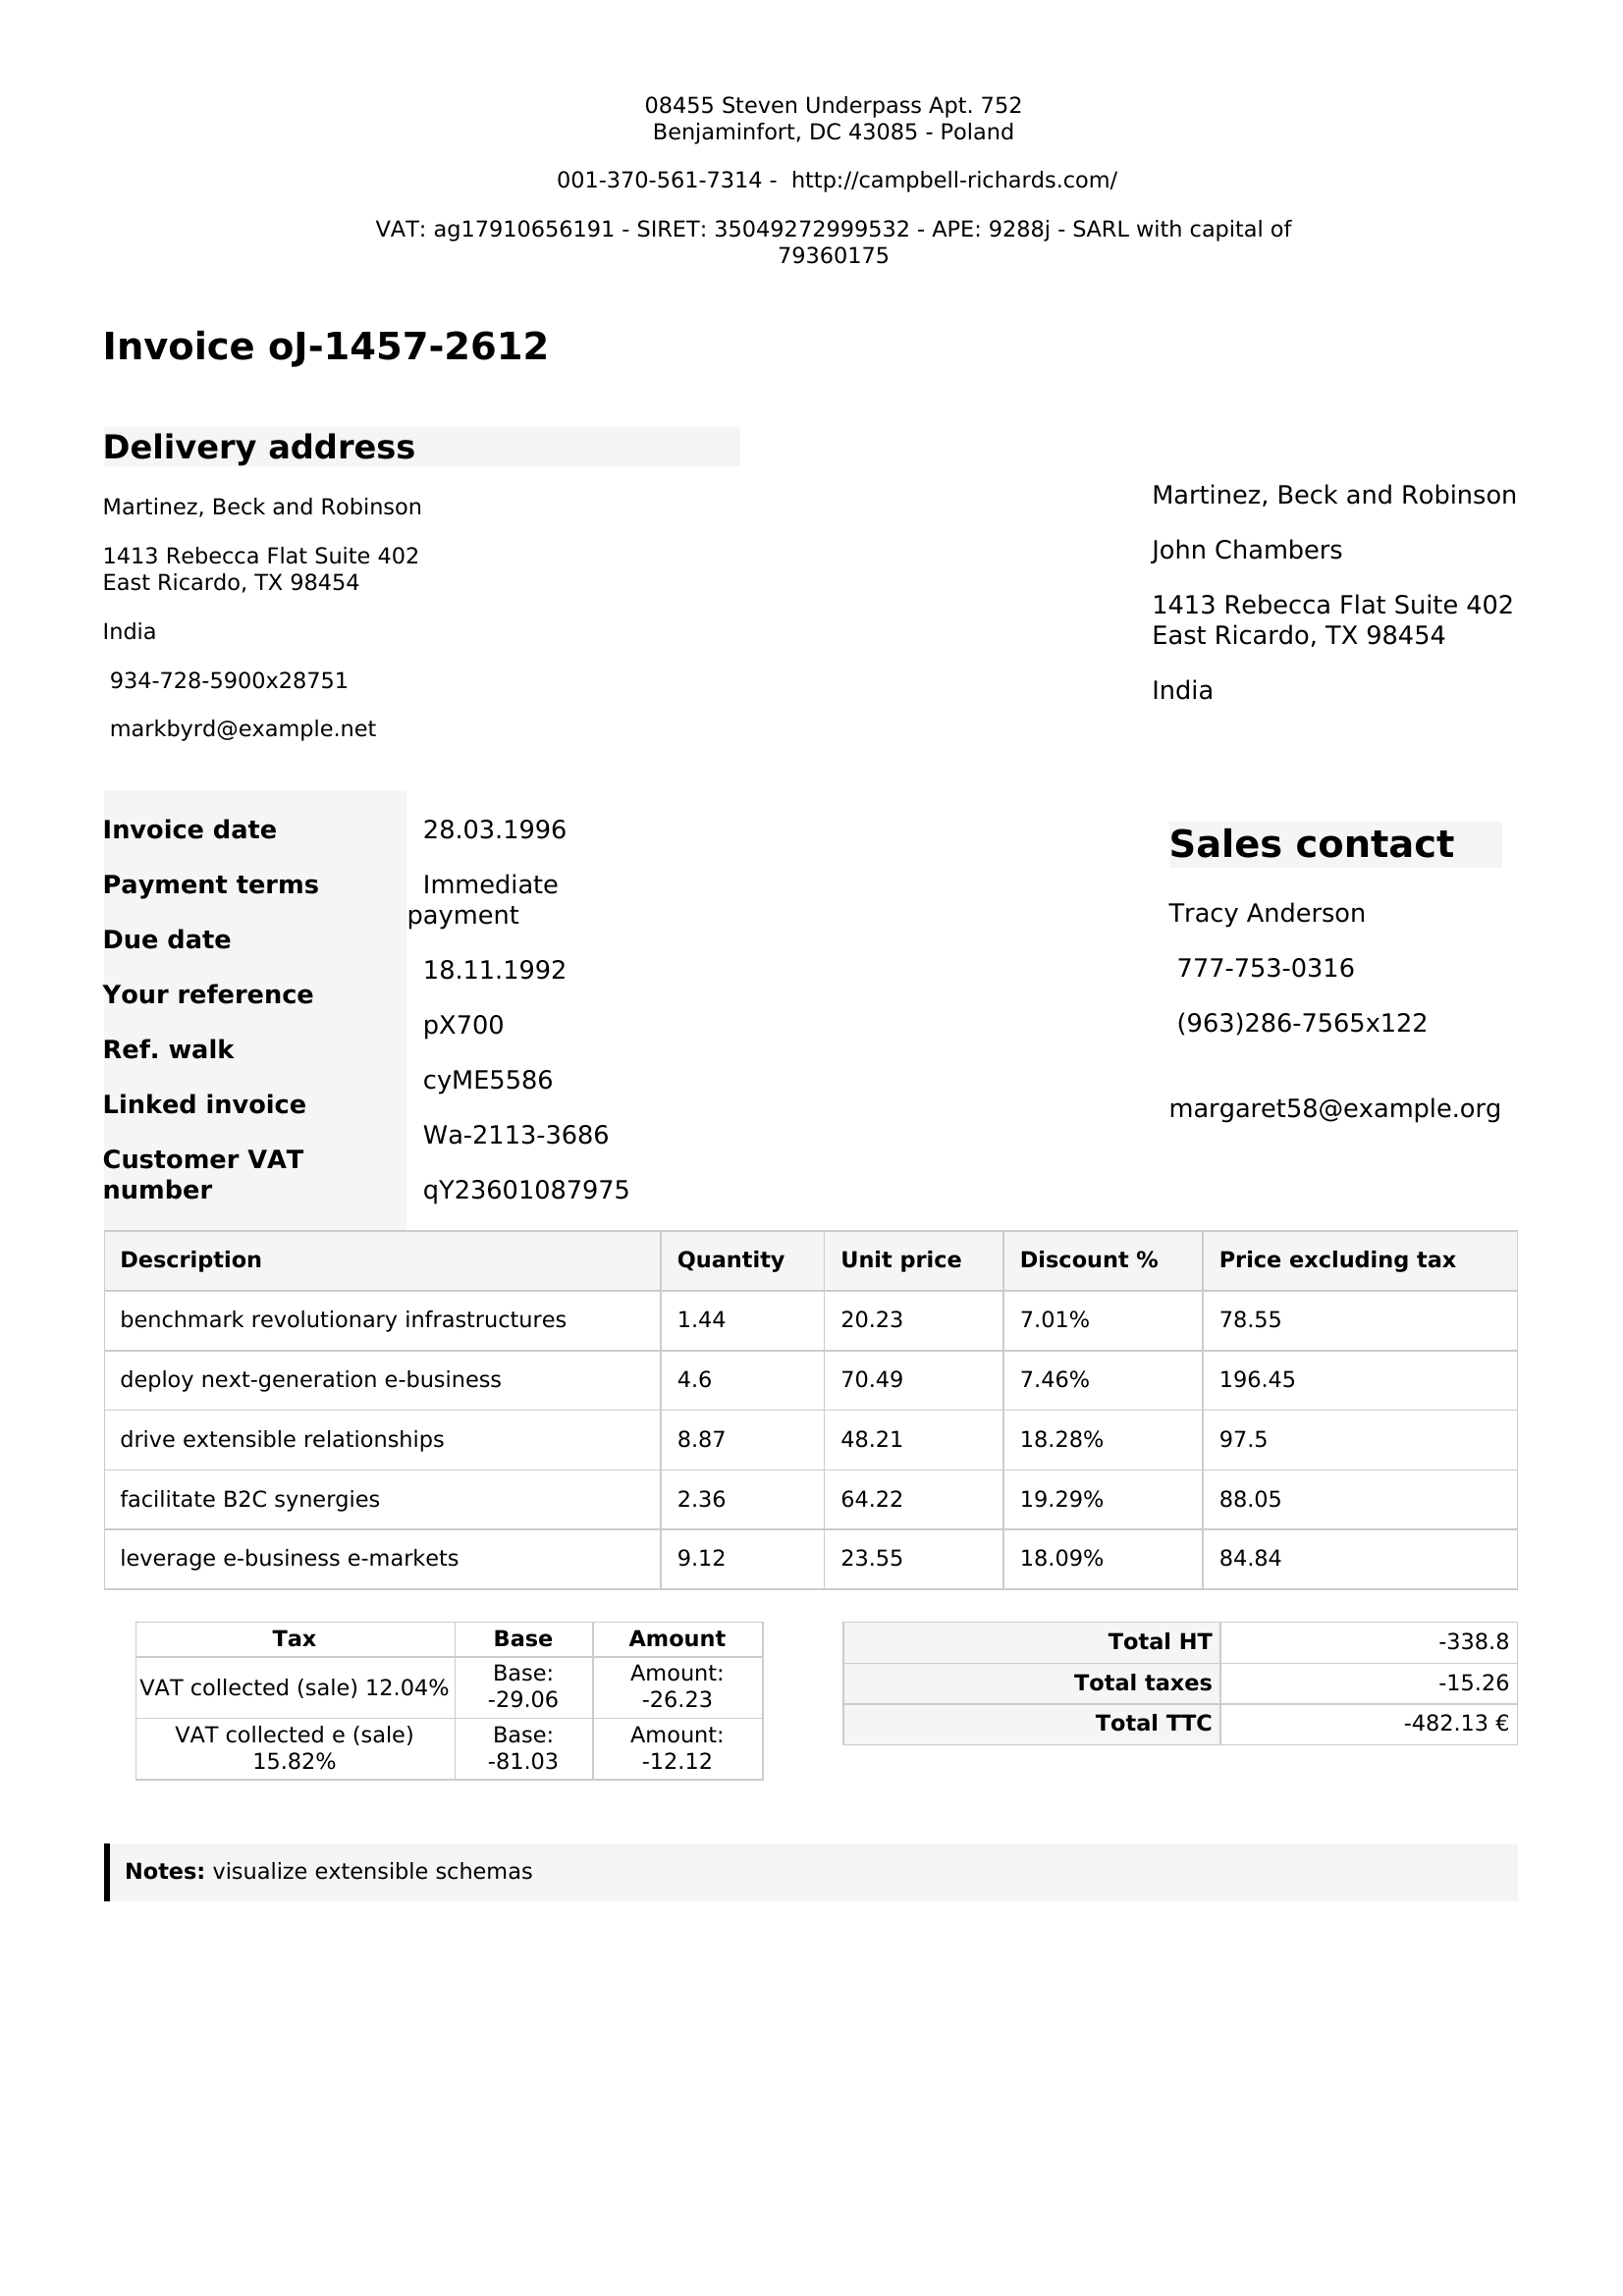 08455 Steven Underpass Apt. 752
Benjaminfort, DC 43085 - Poland
001-370-561-7314 - http://campbell-richards.com/
VAT: ag17910656191 - SIRET: 35049272999532 - APE: 9288j - SARL with capital of
79360175
Invoice oJ-1457-2612
Delivery address
Martinez, Beck and Robinson
1413 Rebecca Flat Suite 402
East Ricardo, TX 98454
India
934-728-5900x28751
markbyrd@example.net
Martinez, Beck and Robinson
John Chambers
1413 Rebecca Flat Suite 402
East Ricardo, TX 98454
India
Invoice date
Payment terms
Due date
Your reference
Ref. walk
Linked invoice
Customer VAT
number
28.03.1996
Immediate
payment
18.11.1992
pX700
cyME5586
Wa-2113-3686
qY23601087975
Sales contact
Tracy Anderson
777-753-0316
(963)286-7565x122
margaret58@example.org
Description Quantity Unit price Discount % Price excluding tax
benchmark revolutionary infrastructures 1.44 20.23 7.01% 78.55
deploy next-generation e-business 4.6 70.49 7.46% 196.45
drive extensible relationships 8.87 48.21 18.28% 97.5
facilitate B2C synergies 2.36 64.22 19.29% 88.05
leverage e-business e-markets 9.12 23.55 18.09% 84.84
Tax Base Amount
VAT collected (sale) 12.04% Base: -29.06 Amount: -26.23
VAT collected e (sale) 15.82% Base: -81.03 Amount: -12.12
Total HT -338.8
Total taxes -15.26
Total TTC -482.13 €
Notes: visualize extensible schemas